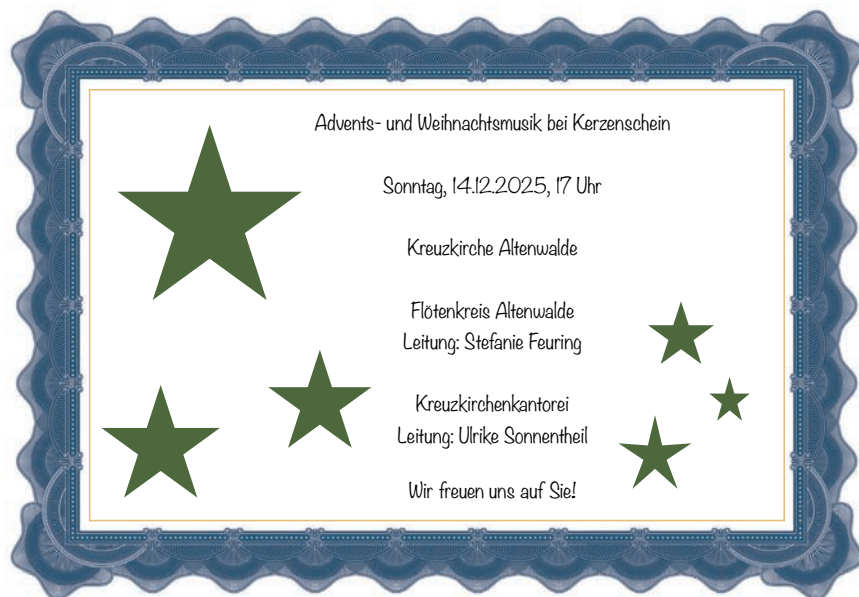 Advents- und Weihnachtsmusik bei Kerzenschein
Sonntag, 14.12.2025, 17 Uhr
Kreuzkirche Altenwalde
Flötenkreis Altenwalde
Leitung: Stefanie Feuring
Kreuzkirchenkantorei
Leitung: Ulrike Sonnentheil
Wir freuen uns auf Sie!